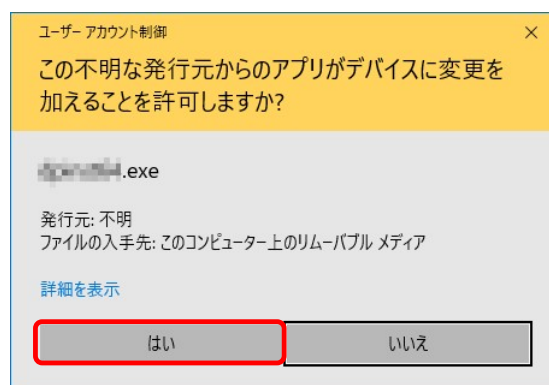 ユーザー アカウント制御
この不明な発行元からのアプリがデバイスに変更を
加えることを許可しますか?
.exe
発行元: 不明
ファイルの入手先: このコンピューター上のリムーバブル メディア
詳細を表示
はい
いいえ